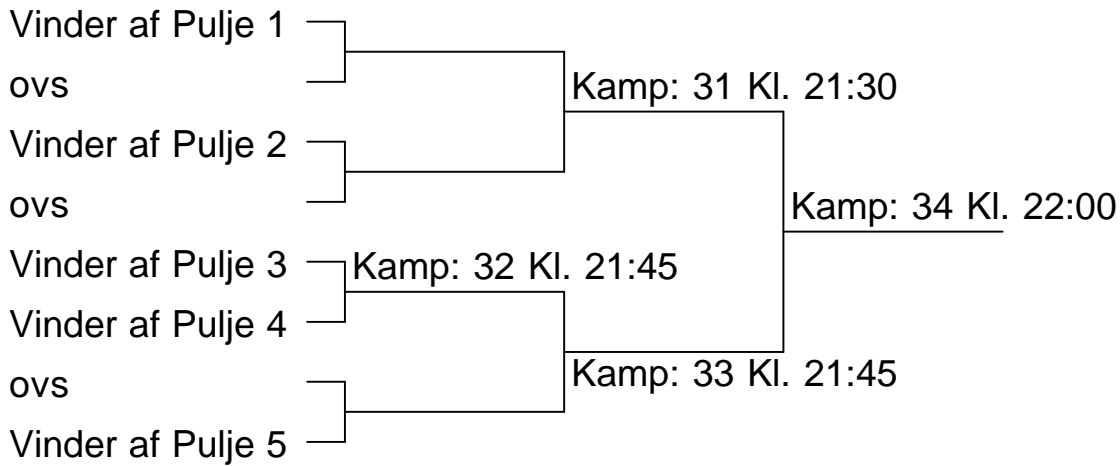 Vinder af Pulje 1
ovs
Kamp: 31 Kl. 21:30
Vinder af Pulje 2
ovs
Kamp: 34 Kl. 22:00
Vinder af Pulje 3
Kamp: 32 Kl. 21:45
Vinder af Pulje 4
ovs
Kamp: 33 Kl. 21:45
Vinder af Pulje 5